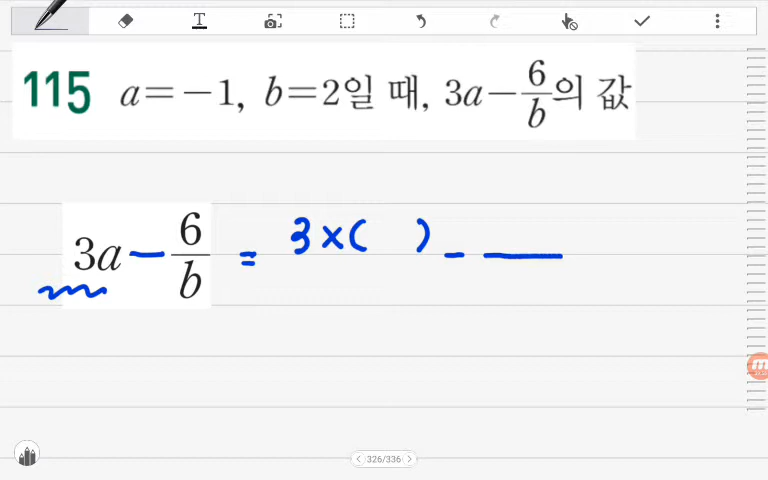 T
115 a=−1, b=2일 때, 3a−6/b의 값
3a − 6/b = 3×( ) −
326/336